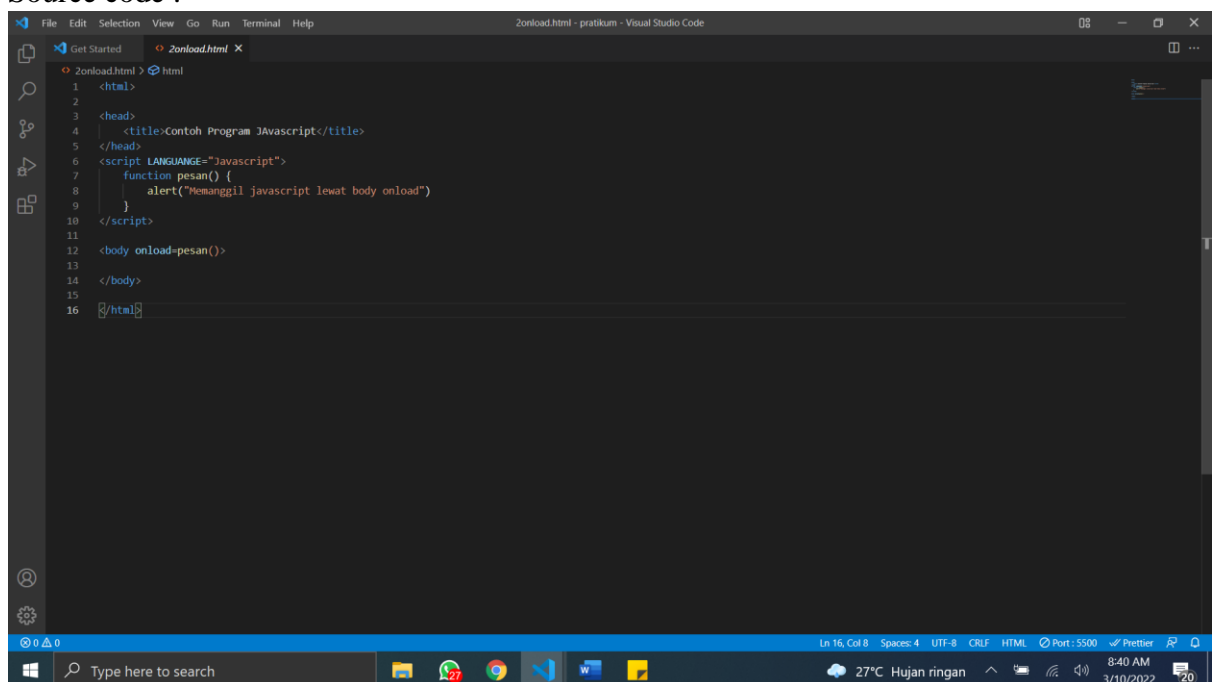 Source code :
File Edit Selection View Go Run Terminal Help
2onload.html - pratikum - Visual Studio Code
Get Started
2onload.html
2onload.html > html
1 <html>
2
3 <head>
4 <title>Contoh Program JAvascript</title>
5 </head>
6 <script LANGUANGE="Javascript">
7 function pesan() {
8 alert("Memanggil javascript lewat body onload")
9 }
10 </script>
11
12 <body onload=pesan()>
13
14 </body>
15
16 </html>
0 0
Ln 16, Col 8 Spaces: 4 UTF-8 CRLF HTML Port : 5500 Prettier
Type here to search
27
27°C Hujan ringan
8:40 AM
3/10/2022
20